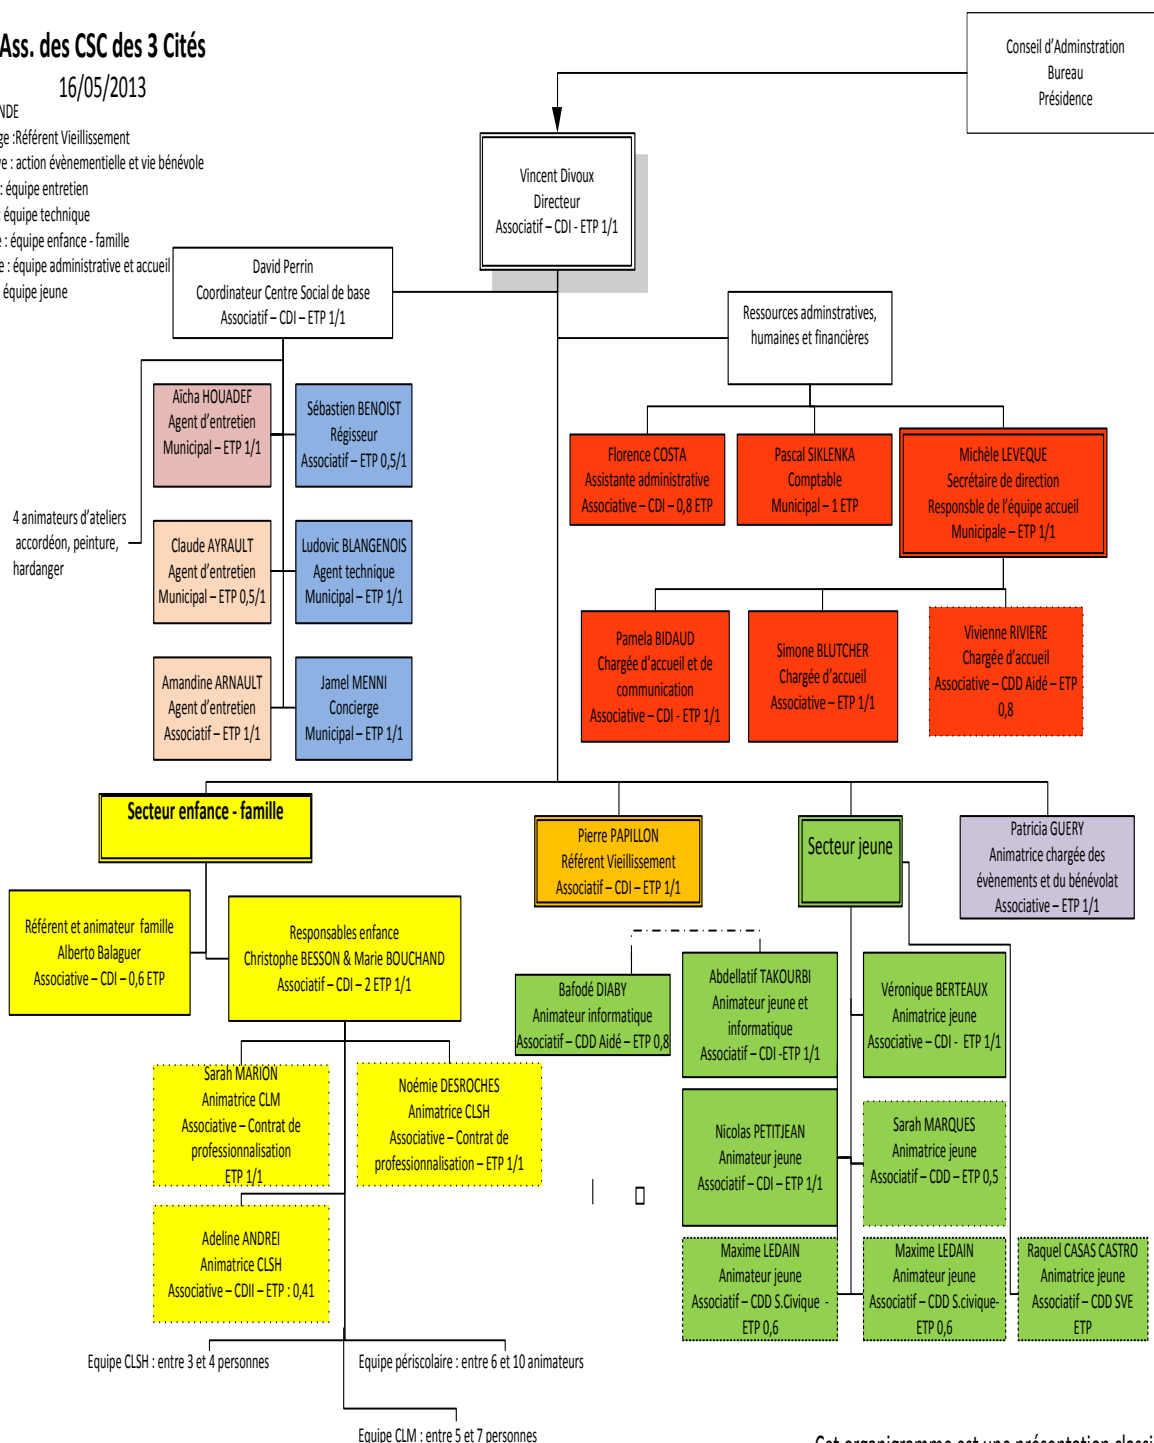 Ass. des CSC des 3 Cités
16/05/2013
NDE
ge :Référent Vieillissement
ve : action évènementielle et vie bénévole
: équipe entretien
: équipe technique
e : équipe enfance - famille
e : équipe administrative et accueil
équipe jeune
Conseil d’Adminstration
Bureau
Présidence
Vincent Divoux
Directeur
Associatif – CDI - ETP 1/1
David Perrin
Coordinateur Centre Social de base
Associatif – CDI – ETP 1/1
Ressources adminstratives,
humaines et financières
Aïcha HOUADEF
Agent d’entretien
Municipal – ETP 1/1
Sébastien BENOIST
Régisseur
Associatif – ETP 0,5/1
Florence COSTA
Assistante administrative
Associative – CDI – 0,8 ETP
Pascal SIKLENKA
Comptable
Municipal – 1 ETP
Michèle LEVEQUE
Secrétaire de direction
Responsble de l’équipe accueil
Municipale – ETP 1/1
4 animateurs d’ateliers
accordéon, peinture,
hardanger
Claude AYRAULT
Agent d’entretien
Municipal – ETP 0,5/1
Ludovic BLANGENOIS
Agent technique
Municipal – ETP 1/1
Pamela BIDAUD
Chargée d’accueil et de
communication
Associative – CDI - ETP 1/1
Simone BLUTCHER
Chargée d’accueil
Associative – ETP 1/1
Vivienne RIVIERE
Chargée d’accueil
Associative – CDD Aidé – ETP
0,8
Amandine ARNAULT
Agent d’entretien
Associatif – ETP 1/1
Jamel MENNI
Concierge
Municipal – ETP 1/1
Secteur enfance - famille
Pierre PAPILLON
Référent Vieillissement
Associatif – CDI – ETP 1/1
Secteur jeune
Patricia GUERY
Animatrice chargée des
évènements et du bénévolat
Associative – ETP 1/1
Référent et animateur  famille
Alberto Balaguer
Associative – CDI – 0,6 ETP
Responsables enfance
Christophe BESSON & Marie BOUCHAND
Associatif – CDI – 2 ETP 1/1
Bafodé DIABY
Animateur informatique
Associatif – CDD Aidé – ETP 0,8
Abdellatif TAKOURBI
Animateur jeune et
informatique
Associatif – CDI -ETP 1/1
Véronique BERTEAUX
Animatrice jeune
Associative – CDI -  ETP 1/1
Sarah MARION
Animatrice CLM
Associative – Contrat de
professionnalisation
ETP 1/1
Noémie DESROCHES
Animatrice CLSH
Associative – Contrat de
professionnalisation – ETP 1/1
Nicolas PETITJEAN
Animateur jeune
Associatif – CDI – ETP 1/1
Sarah MARQUES
Animatrice jeune
Associatif – CDD – ETP 0,5
Adeline ANDREI
Animatrice CLSH
Associative – CDII – ETP : 0,41
Maxime LEDAIN
Animateur jeune
Associatif – CDD S.Civique  -
ETP 0,6
Maxime LEDAIN
Animateur jeune
Associatif – CDD S.civique-
ETP 0,6
Raquel CASAS CASTRO
Animatrice jeune
Associatif – CDD SVE
ETP
Equipe CLSH : entre 3 et 4 personnes
Equipe périscolaire : entre 6 et 10 animateurs
Equipe CLM : entre 5 et 7 personnes
Cet organigramme est une présentation classi